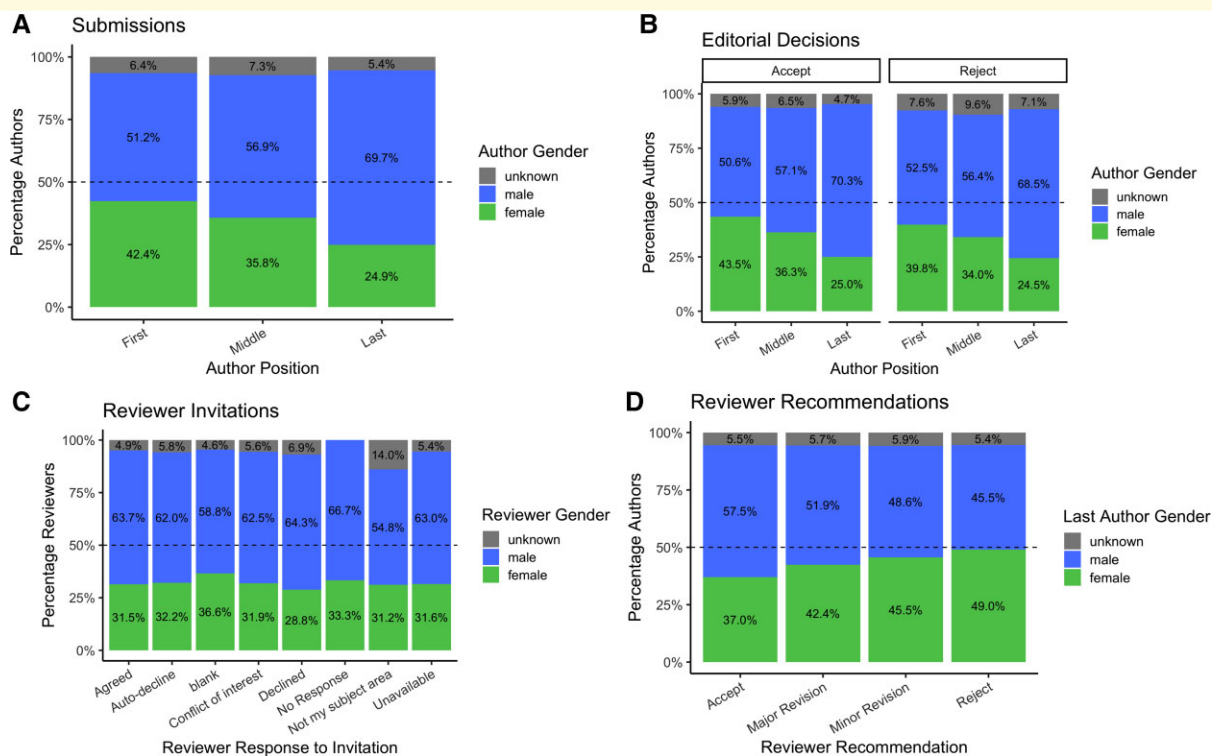 A
Submissions
100%
75%
50%
25%
0%
Percentage Authors
6.4%
7.3%
5.4%
51.2%
56.9%
69.7%
42.4%
35.8%
24.9%
First
Middle
Last
Author Position
Author Gender
unknown
male
female
B
Editorial Decisions
Accept
Reject
100%
75%
50%
25%
0%
Percentage Authors
5.9%
6.5%
4.7%
7.6%
9.6%
7.1%
50.6%
57.1%
70.3%
52.5%
56.4%
68.5%
43.5%
36.3%
25.0%
39.8%
34.0%
24.5%
First
Middle
Last
First
Middle
Last
Author Position
Author Gender
unknown
male
female
C
Reviewer Invitations
100%
75%
50%
25%
0%
Percentage Reviewers
4.9%
5.8%
4.6%
5.6%
6.9%
14.0%
5.4%
63.7%
62.0%
58.8%
62.5%
64.3%
66.7%
54.8%
63.0%
31.5%
32.2%
36.6%
31.9%
28.8%
33.3%
31.2%
31.6%
Agreed
Auto-decline
blank
Conflict of interest
Declined
No Response
Not my subject area
Unavailable
Reviewer Response to Invitation
Reviewer Gender
unknown
male
female
D
Reviewer Recommendations
100%
75%
50%
25%
0%
Percentage Authors
5.5%
5.7%
5.9%
5.4%
57.5%
51.9%
48.6%
45.5%
37.0%
42.4%
45.5%
49.0%
Accept
Major Revision
Minor Revision
Reject
Reviewer Recommendation
Last Author Gender
unknown
male
female